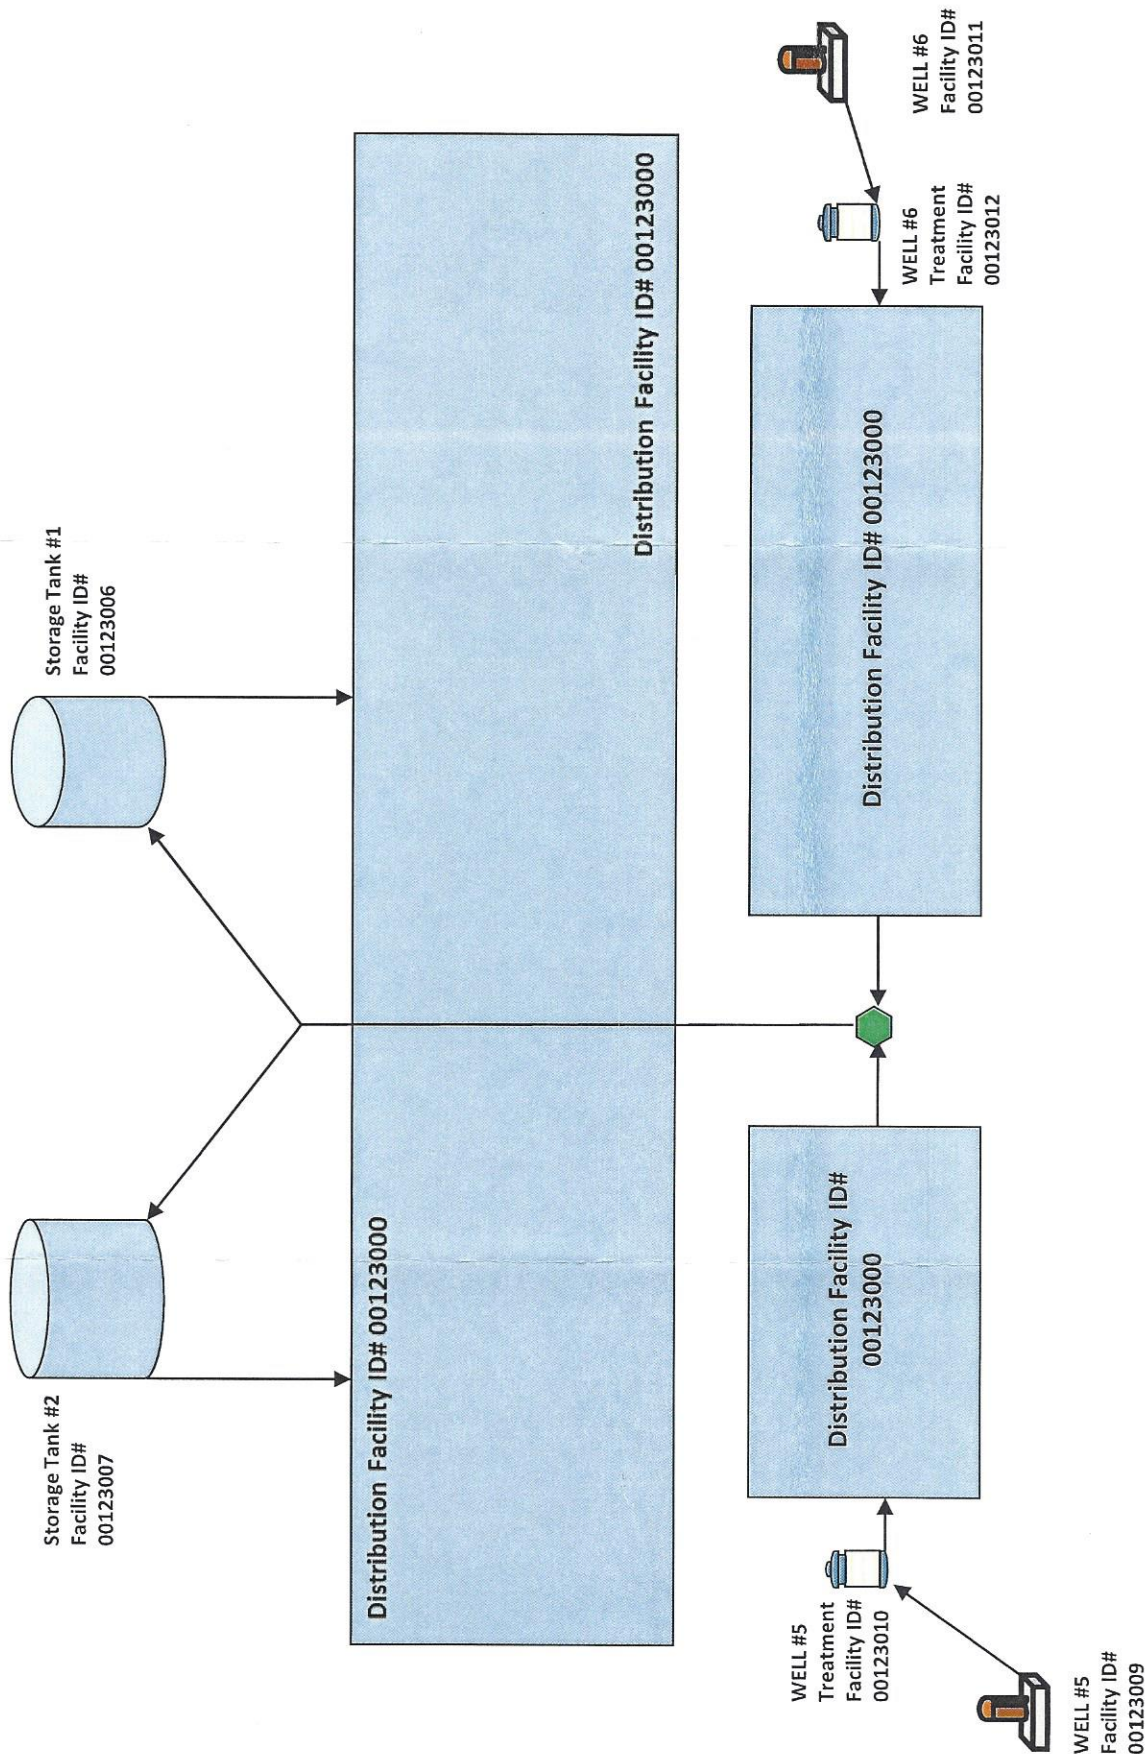 Storage Tank #2
Facility ID#
00123007
Storage Tank #1
Facility ID#
00123006
Distribution Facility ID# 00123000
Distribution Facility ID# 00123000
WELL #5
Treatment
Facility ID#
00123010
Distribution Facility ID#
00123000
Distribution Facility ID# 00123000
WELL #6
Treatment
Facility ID#
00123012
WELL #6
Facility ID#
00123011
WELL #5
Facility ID#
00123009